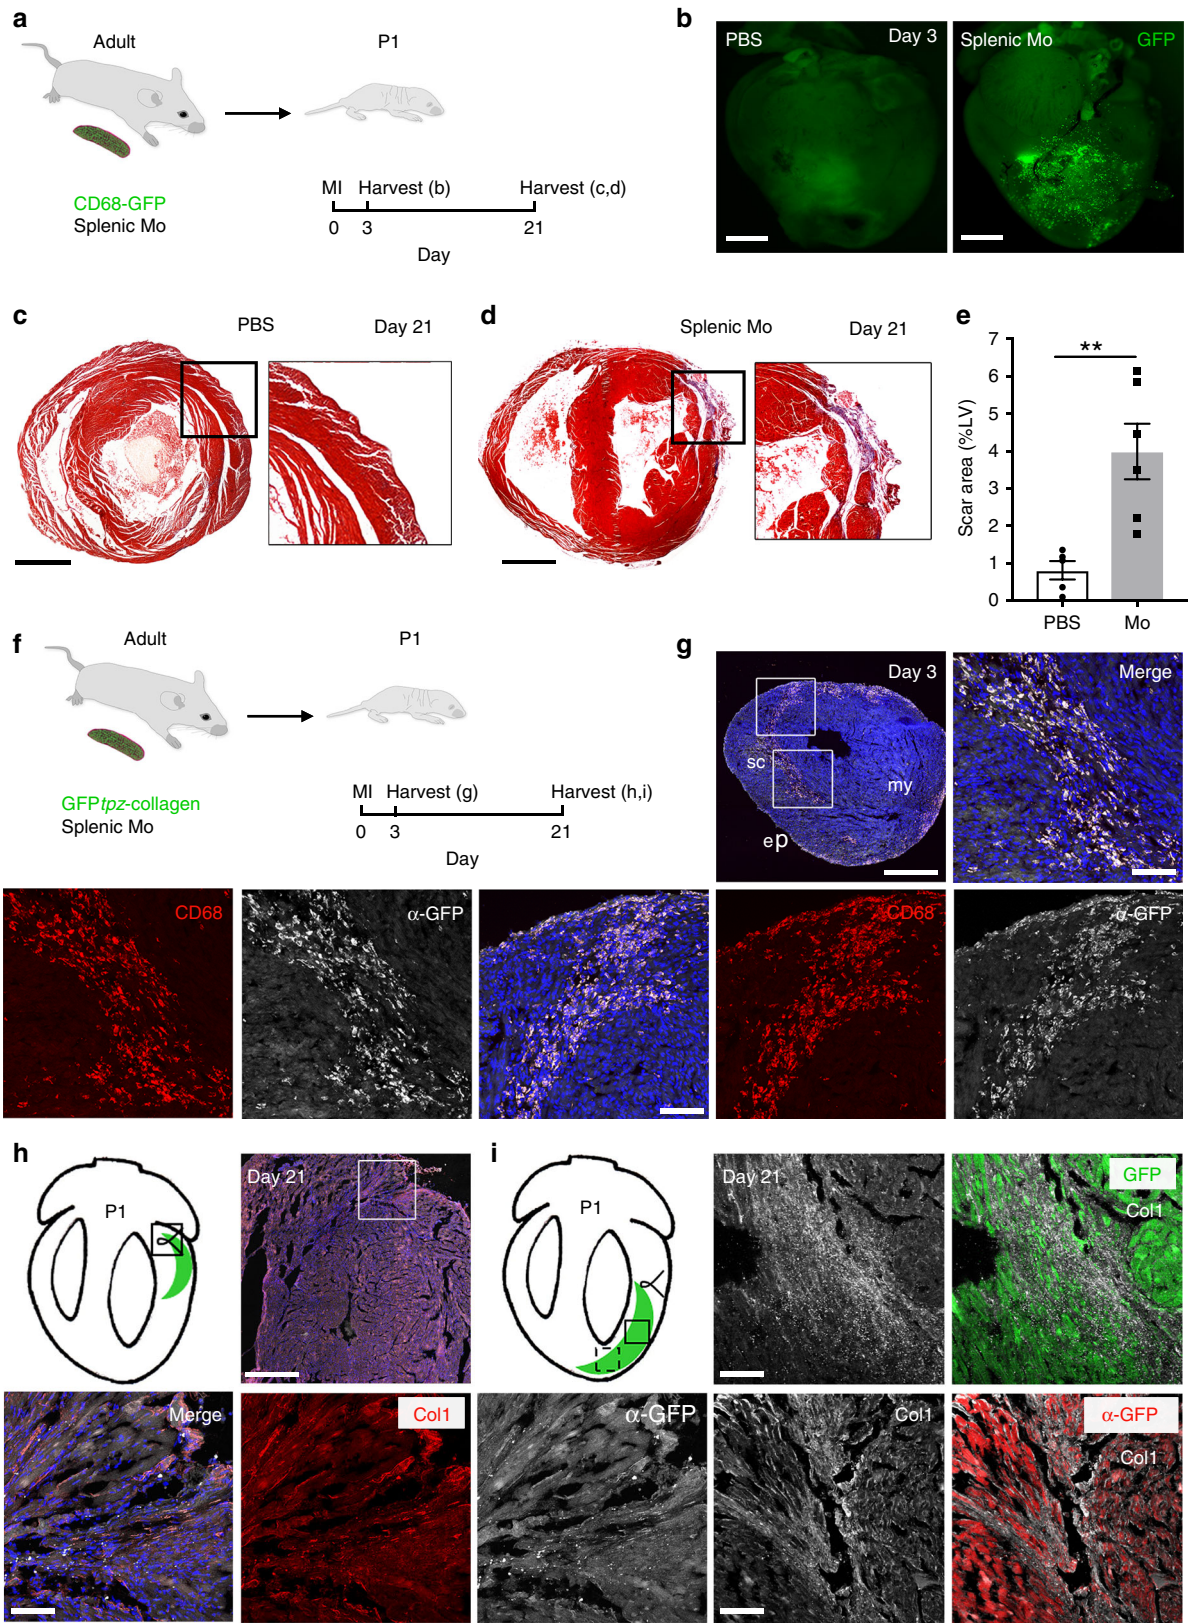 a
Adult
P1
CD68-GFP
Splenic Mo
MI Harvest (b) Harvest (c,d)
0 3 21
Day
b
PBS Day 3
Splenic Mo GFP
c
PBS Day 21
d
Splenic Mo Day 21
e
**
Scar area (%LV)
7
6
5
4
3
2
1
0
PBS Mo
f
Adult
P1
GFPtpz-collagen
Splenic Mo
MI Harvest (g) Harvest (h,i)
0 3 21
Day
g
Day 3
sc
my
ep
Merge
CD68
α-GFP
CD68
α-GFP
h
P1
Day 21
Merge
Col1
α-GFP
i
P1
Day 21
GFP
Col1
Col1
α-GFP
Col1